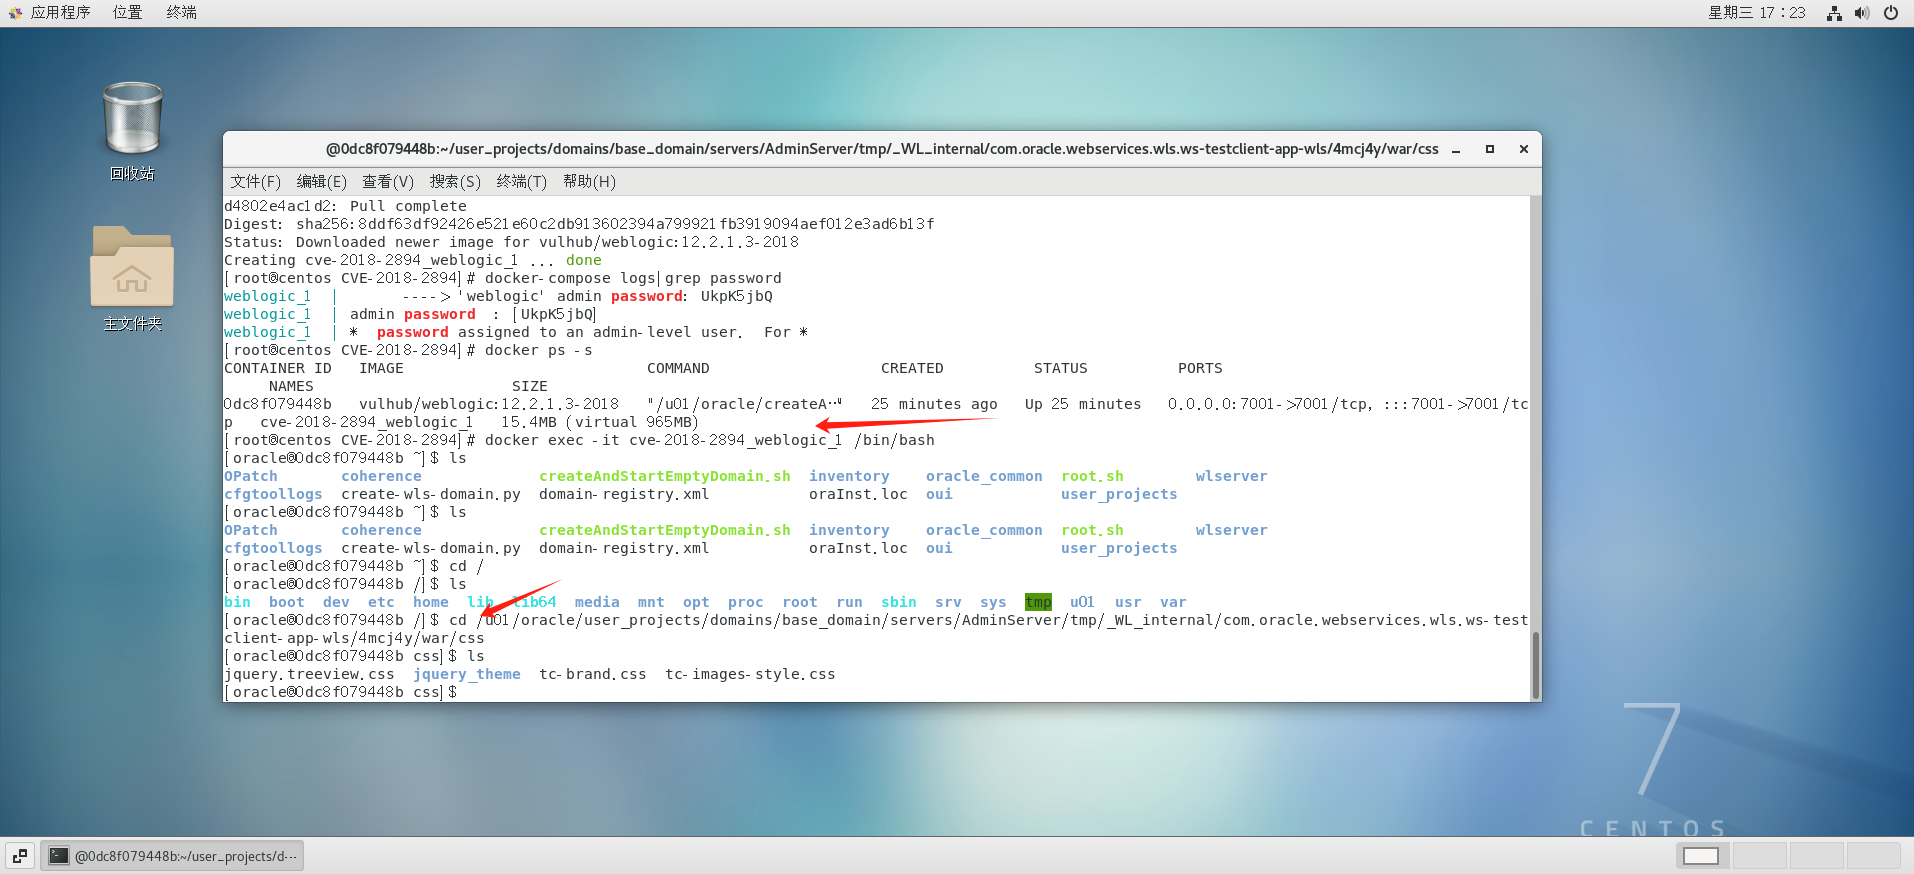 应用程序 位置 终端 星期三 17:23
回收站
主文件夹
@0dc8f079448b:~/user_projects/domains/base_domain/servers/AdminServer/tmp/_WL_internal/com.oracle.webservices.wls.ws-testclient-app-wls/4mcj4y/war/css
文件(F) 编辑(E) 查看(V) 搜索(S) 终端(T) 帮助(H)
d4802e4ac1d2: Pull complete
Digest: sha256:8ddf63df92426e521e60c2db913602394a799921fb3919094aef012e3ad6b13f
Status: Downloaded newer image for vulhub/weblogic:12.2.1.3-2018
Creating cve-2018-2894_weblogic_1 ... done
[root@centos CVE-2018-2894]# docker-compose logs|grep password
weblogic_1  |       ---->'weblogic' admin password: UkpK5jbQ
weblogic_1  | admin password  : [UkpK5jbQ]
weblogic_1  | *  password assigned to an admin-level user.  For *
[root@centos CVE-2018-2894]# docker ps -s
CONTAINER ID   IMAGE                           COMMAND                   CREATED          STATUS          PORTS
     NAMES                      SIZE
0dc8f079448b   vulhub/weblogic:12.2.1.3-2018   "/u01/oracle/createA…"   25 minutes ago   Up 25 minutes   0.0.0.0:7001->7001/tcp, :::7001->7001/tc
p   cve-2018-2894_weblogic_1   15.4MB (virtual 965MB)
[root@centos CVE-2018-2894]# docker exec -it cve-2018-2894_weblogic_1 /bin/bash
[oracle@0dc8f079448b ~]$ ls
OPatch       coherence             createAndStartEmptyDomain.sh  inventory    oracle_common  root.sh        wlserver
cfgtoollogs  create-wls-domain.py  domain-registry.xml           oraInst.loc  oui            user_projects
[oracle@0dc8f079448b ~]$ ls
OPatch       coherence             createAndStartEmptyDomain.sh  inventory    oracle_common  root.sh        wlserver
cfgtoollogs  create-wls-domain.py  domain-registry.xml           oraInst.loc  oui            user_projects
[oracle@0dc8f079448b ~]$ cd /
[oracle@0dc8f079448b /]$ ls
bin  boot  dev  etc  home  lib  lib64  media  mnt  opt  proc  root  run  sbin  srv  sys  tmp  u01  usr  var
[oracle@0dc8f079448b /]$ cd /u01/oracle/user_projects/domains/base_domain/servers/AdminServer/tmp/_WL_internal/com.oracle.webservices.wls.ws-test
client-app-wls/4mcj4y/war/css
[oracle@0dc8f079448b css]$ ls
jquery.treeview.css  jquery_theme  tc-brand.css  tc-images-style.css
[oracle@0dc8f079448b css]$
7
CENTOS
@0dc8f079448b:~/user_projects/d…